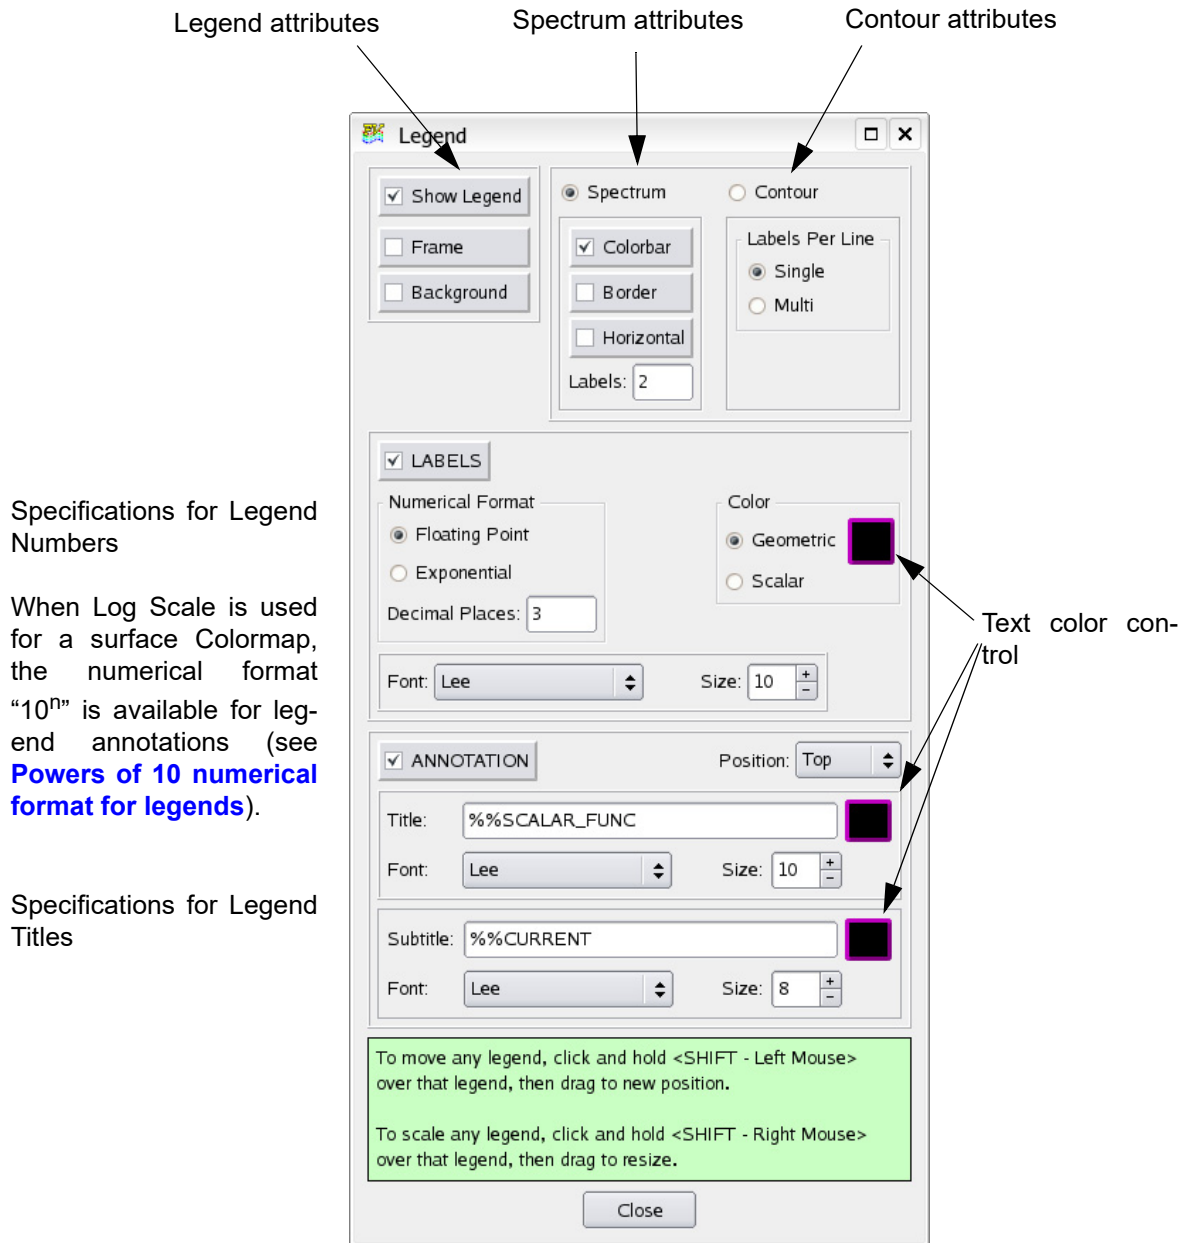 Legend attributes
Spectrum attributes
Contour attributes
Legend
Show Legend
Frame
Background
Spectrum
Colorbar
Border
Horizontal
Labels: 2
Contour
Labels Per Line
Single
Multi
LABELS
Numerical Format
Floating Point
Exponential
Decimal Places: 3
Color
Geometric
Scalar
Font: Lee
Size: 10
Specifications for Legend
Numbers
When Log Scale is used
for a surface Colormap,
the numerical format
“10ⁿ” is available for leg-
end annotations (see
Powers of 10 numerical
format for legends).
Text color con-
trol
ANNOTATION
Position: Top
Title: %%SCALAR_FUNC
Font: Lee
Size: 10
Specifications for Legend
Titles
Subtitle: %%CURRENT
Font: Lee
Size: 8
To move any legend, click and hold <SHIFT - Left Mouse>
over that legend, then drag to new position.
To scale any legend, click and hold <SHIFT - Right Mouse>
over that legend, then drag to resize.
Close